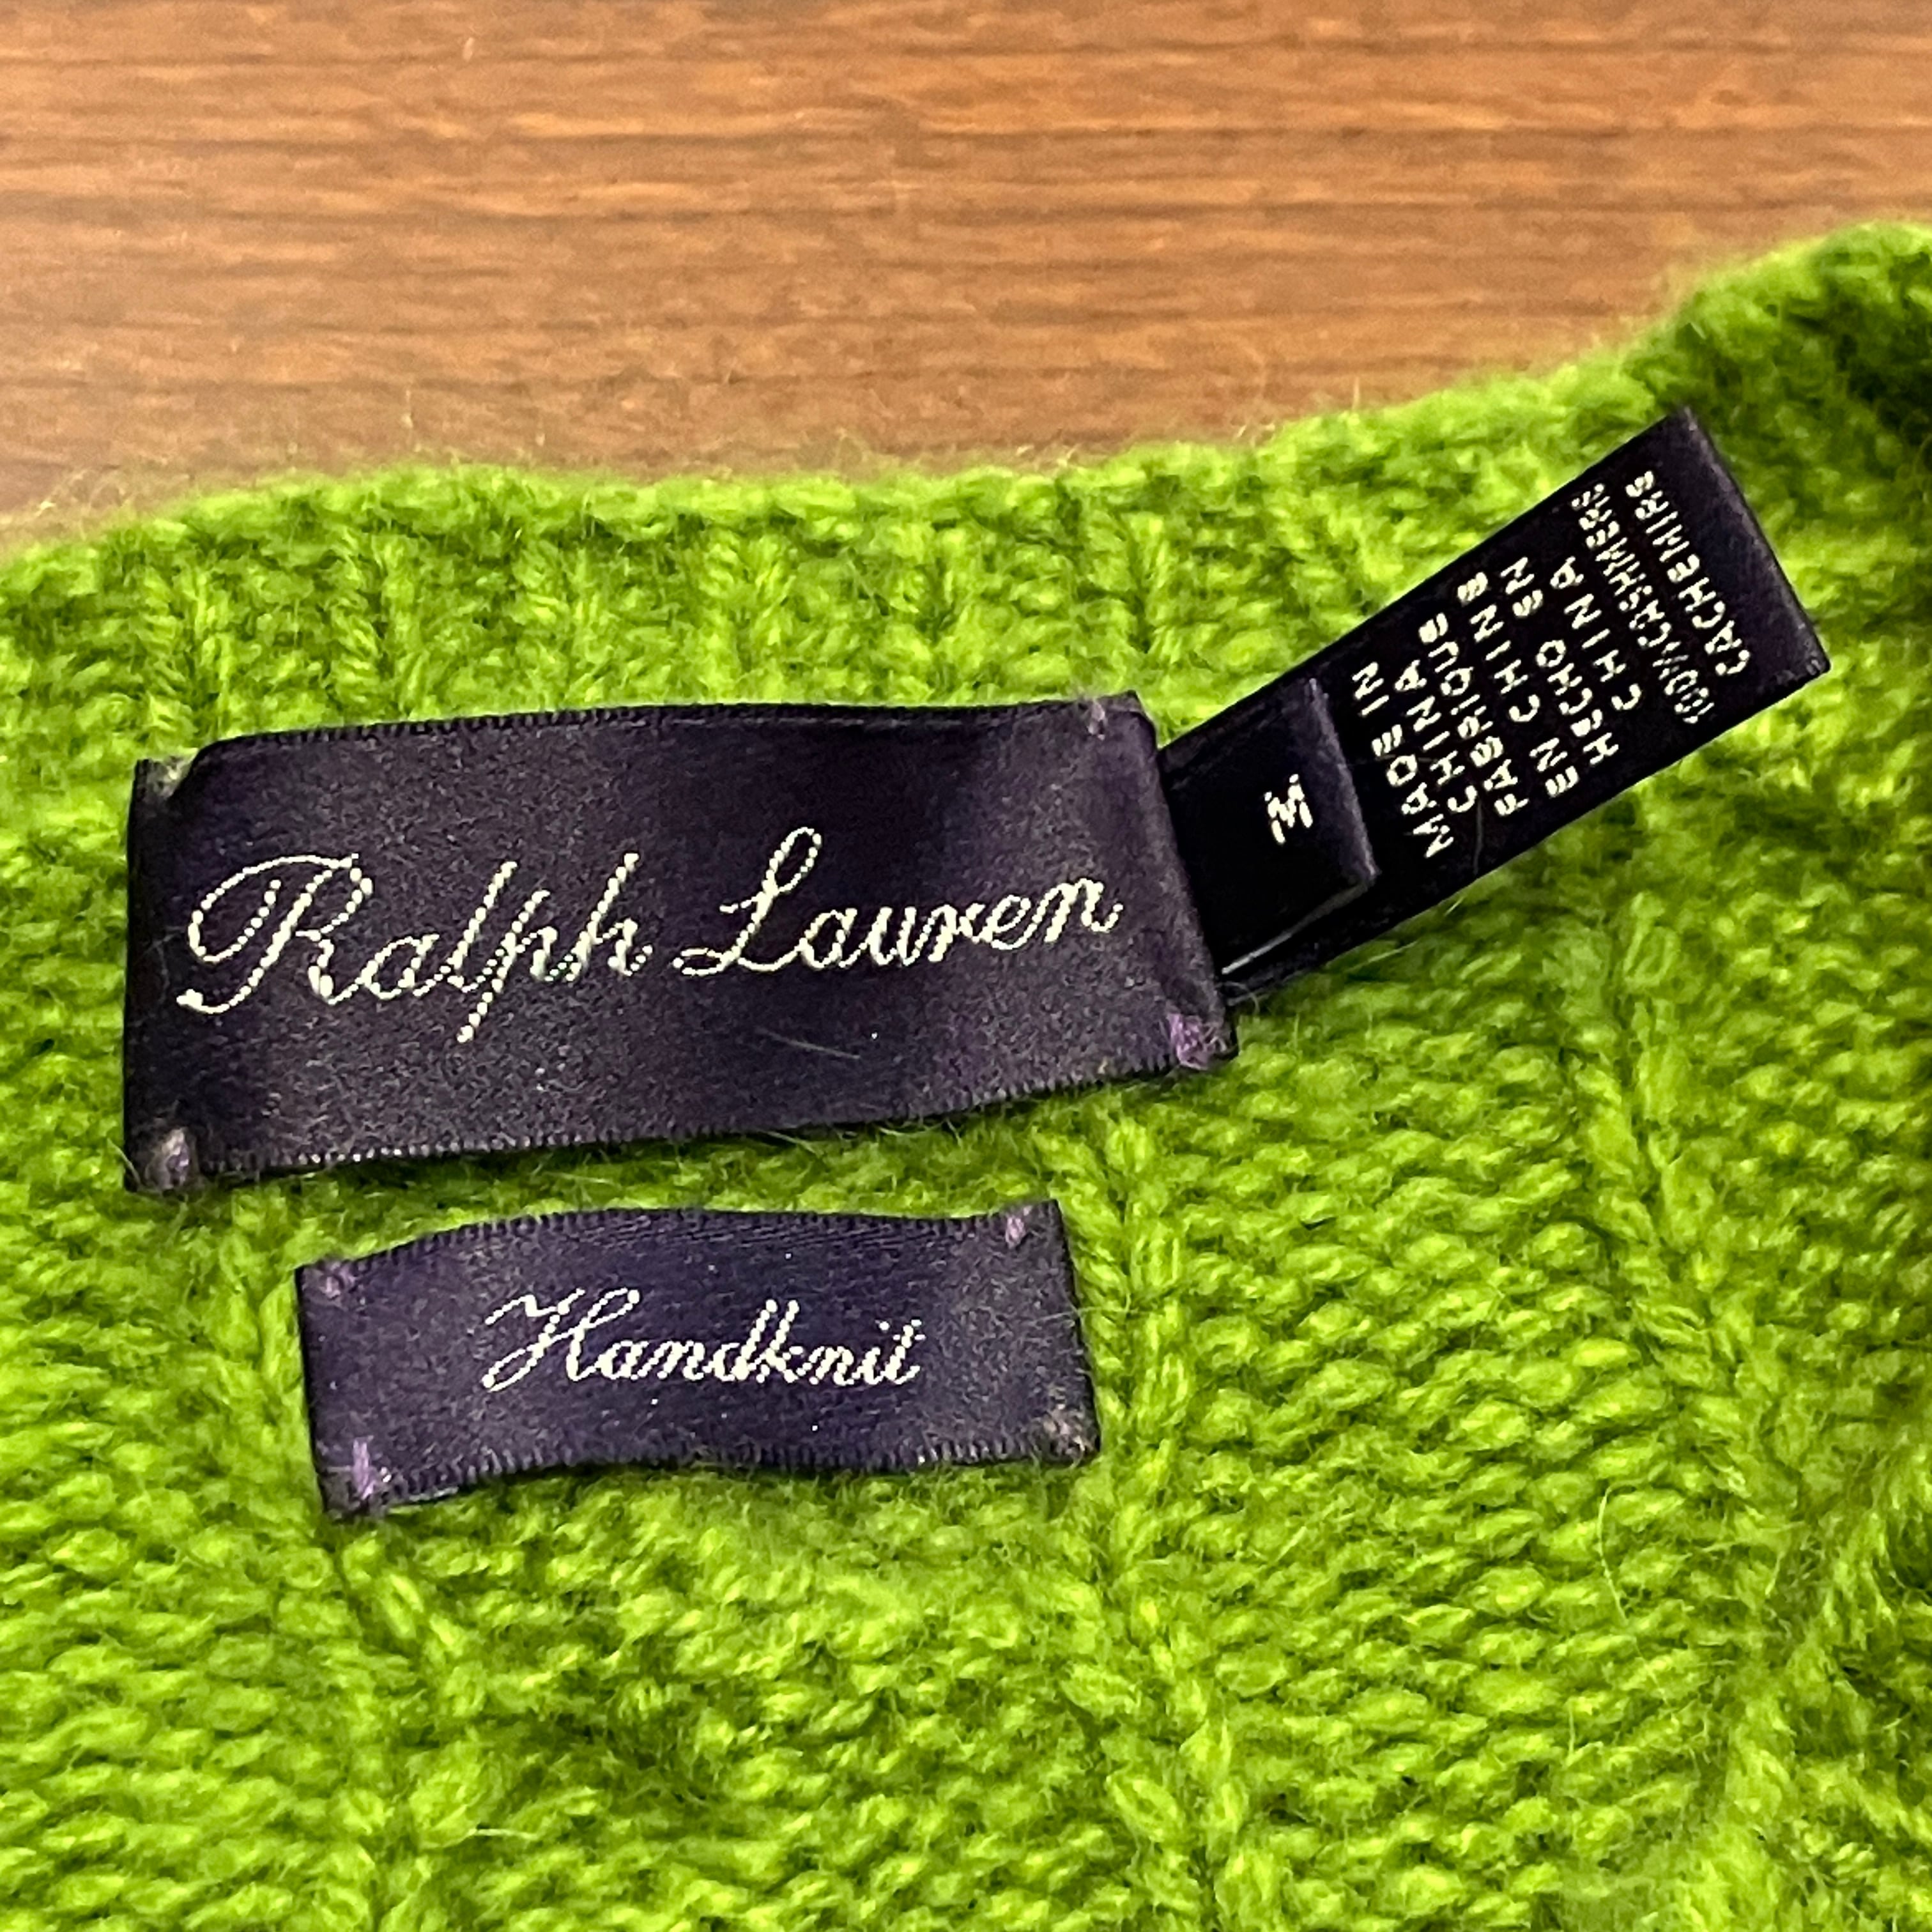 Ralph Lauren
Handknit
M
MADE IN
CHINA
FABRIQUE
EN CHINE
HECHO EN
CHINA
100%CASHMERE
CACHEMIRE